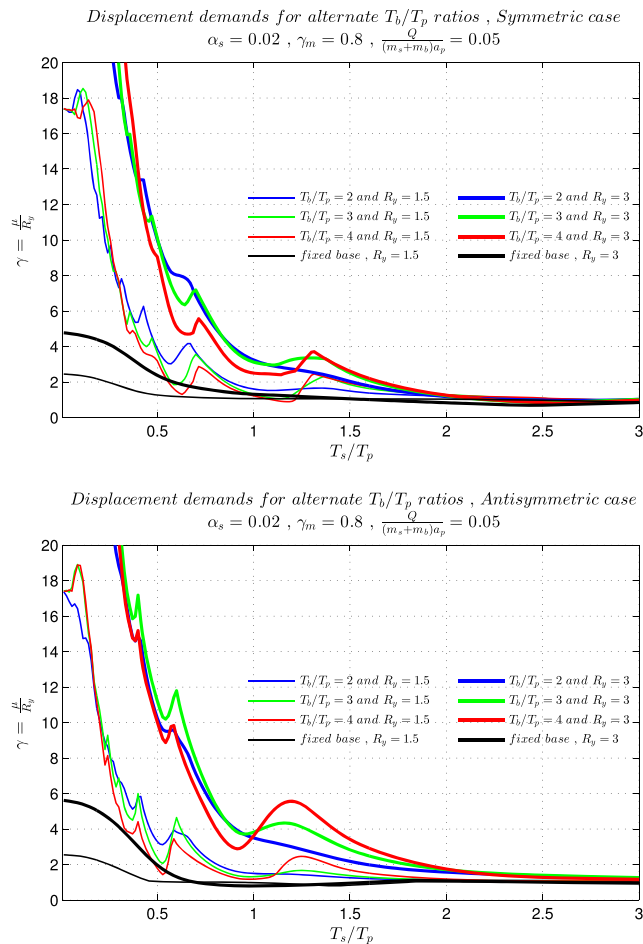 Displacement demands for alternate T_b/T_p ratios , Symmetric case
α_s = 0.02 , γ_m = 0.8 , Q/((m_s+m_b)a_p) = 0.05
20
18
16
14
12
10
8
6
4
2
0
γ = μ/R_y
T_b/T_p = 2 and R_y = 1.5
T_b/T_p = 3 and R_y = 1.5
T_b/T_p = 4 and R_y = 1.5
fixed base , R_y = 1.5
T_b/T_p = 2 and R_y = 3
T_b/T_p = 3 and R_y = 3
T_b/T_p = 4 and R_y = 3
fixed base , R_y = 3
0.5 1 1.5 2 2.5 3
T_s/T_p
Displacement demands for alternate T_b/T_p ratios , Antisymmetric case
α_s = 0.02 , γ_m = 0.8 , Q/((m_s+m_b)a_p) = 0.05
20
18
16
14
12
10
8
6
4
2
0
γ = μ/R_y
T_b/T_p = 2 and R_y = 1.5
T_b/T_p = 3 and R_y = 1.5
T_b/T_p = 4 and R_y = 1.5
fixed base , R_y = 1.5
T_b/T_p = 2 and R_y = 3
T_b/T_p = 3 and R_y = 3
T_b/T_p = 4 and R_y = 3
fixed base , R_y = 3
0.5 1 1.5 2 2.5 3
T_s/T_p